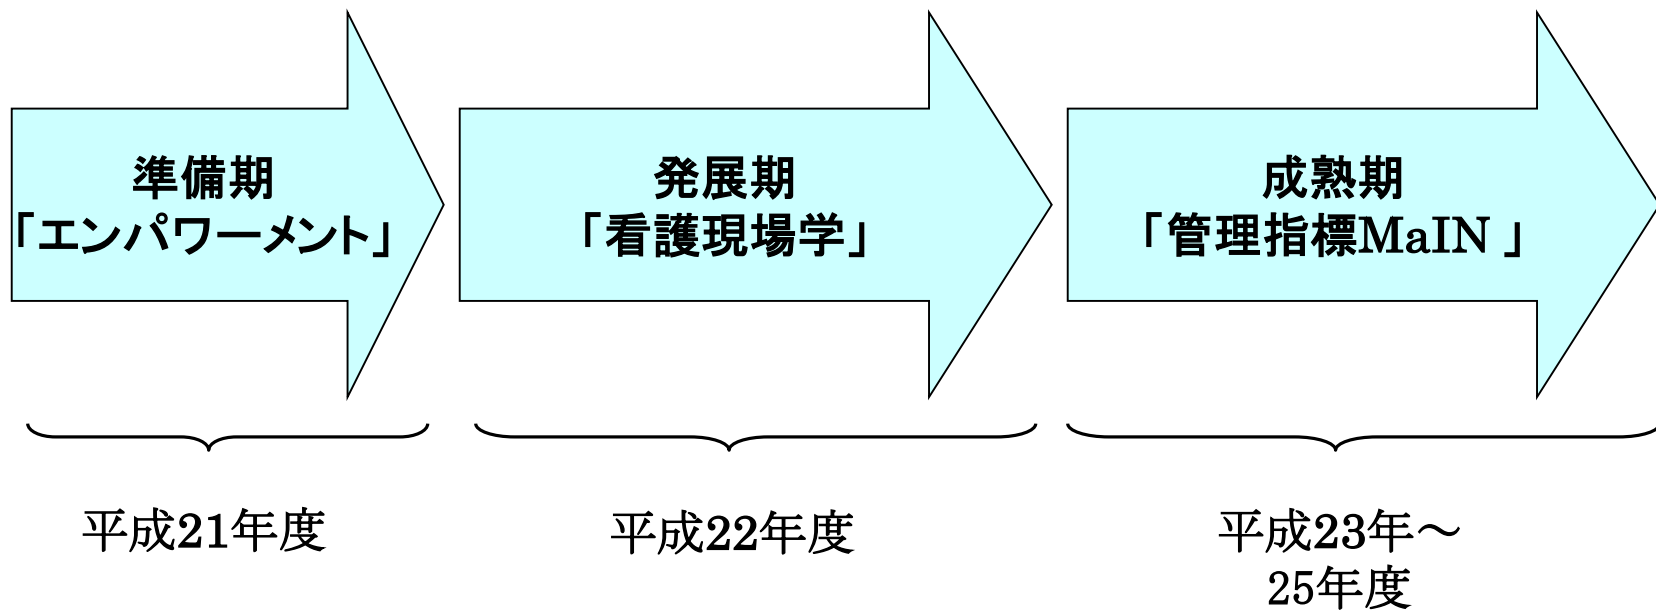 準備期
「エンパワーメント」
発展期
「看護現場学」
成熟期
「管理指標MaIN 」
平成21年度
平成22年度
平成23年～
25年度